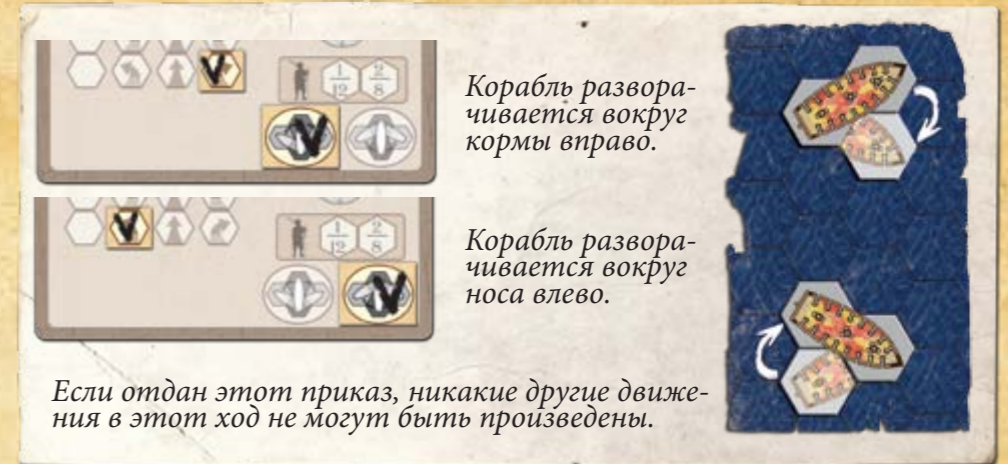 1/12 2/8
Корабль развора-
чивается вокруг
кормы вправо.
1/12 2/8
Корабль развора-
чивается вокруг
носа влево.
Если отдан этот приказ, никакие другие движе-
ния в этот ход не могут быть произведены.